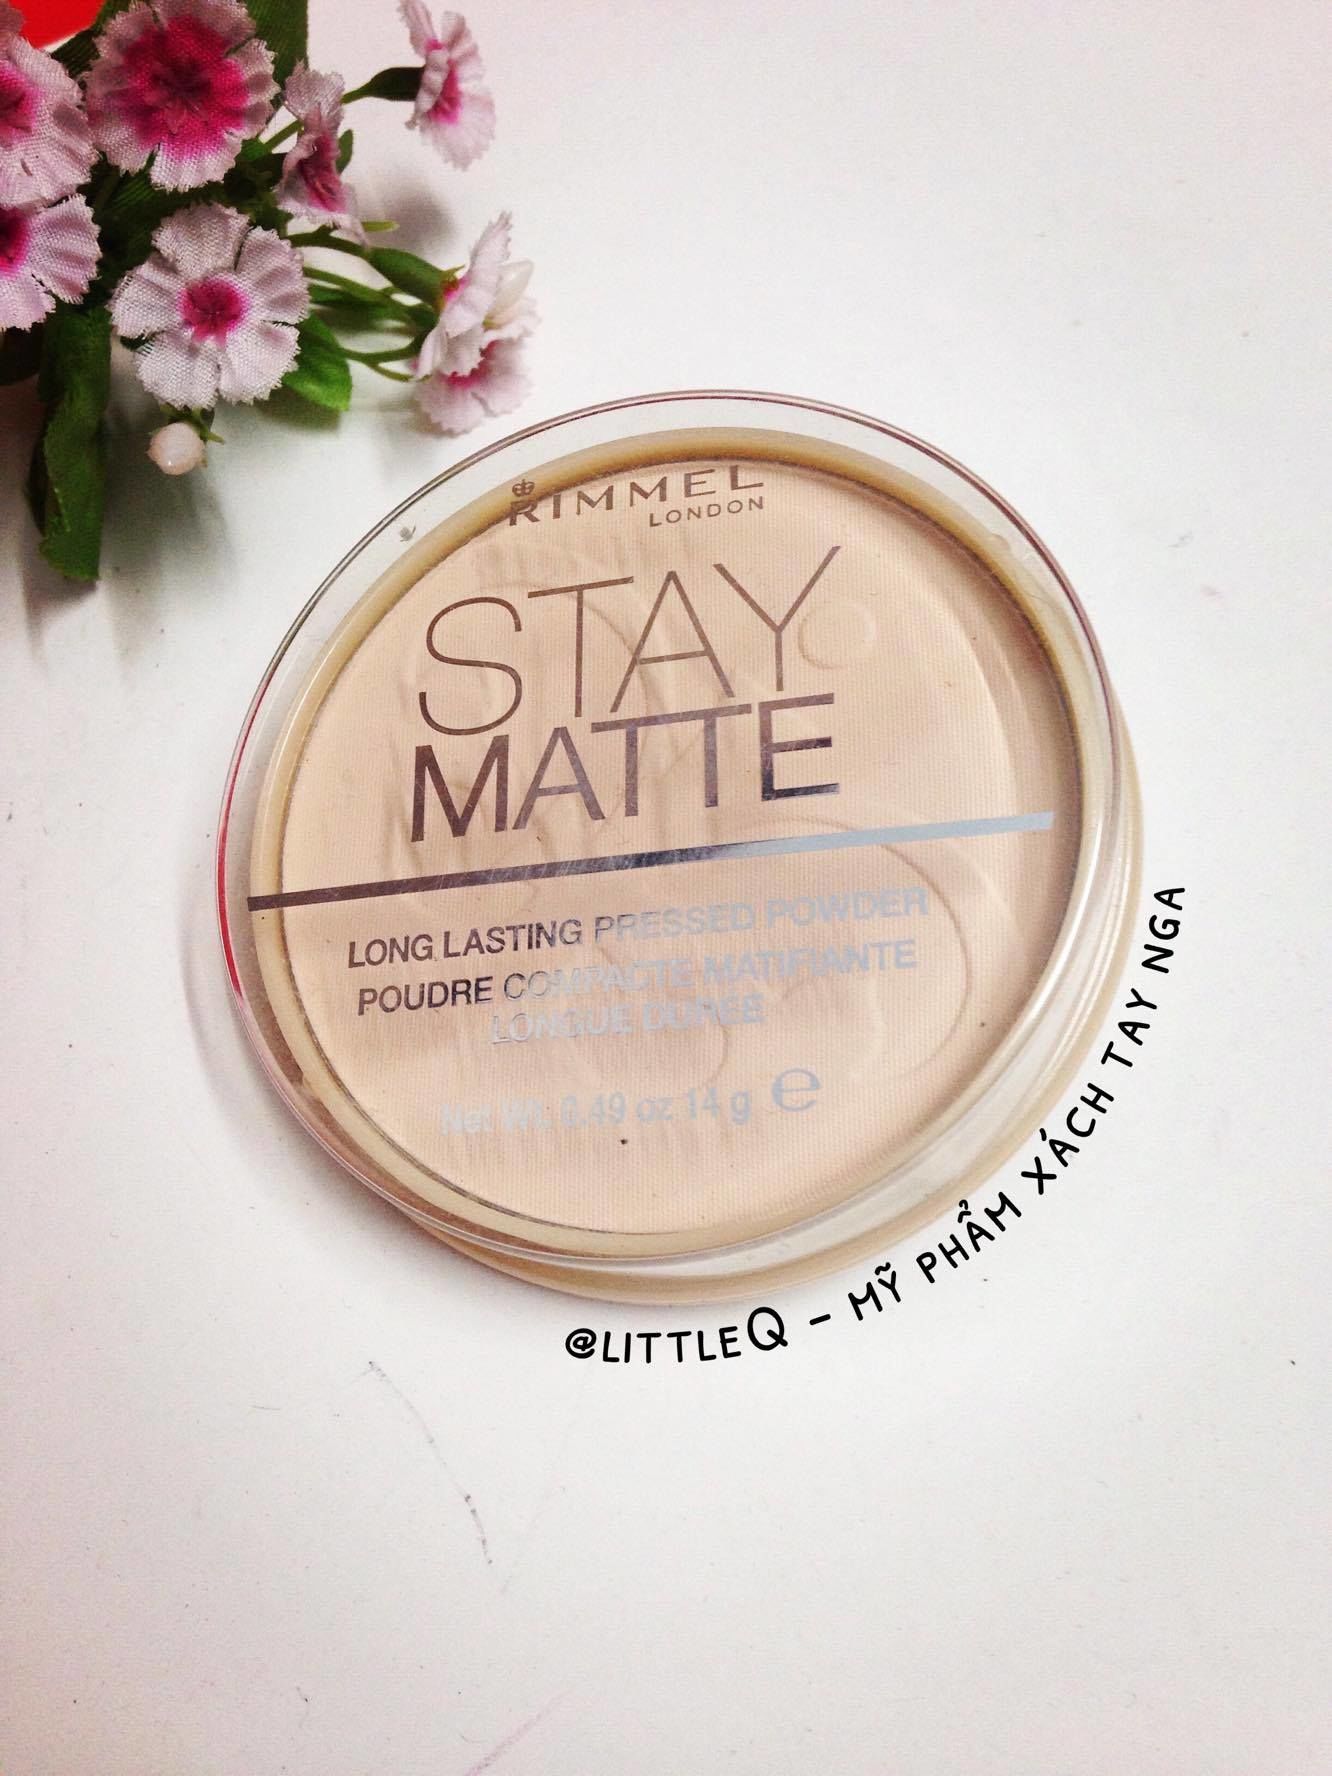 RIMMEL
LONDON
STAY
MATTE
LONG LASTING PRESSED POWDER
POUDRE COMPACTE MATIFIANTE
LONGUE DURÉE
Net Wt. 0.49 oz 14 g e
@LITTLEQ - MỸ PHẨM XÁCH TAY NGA